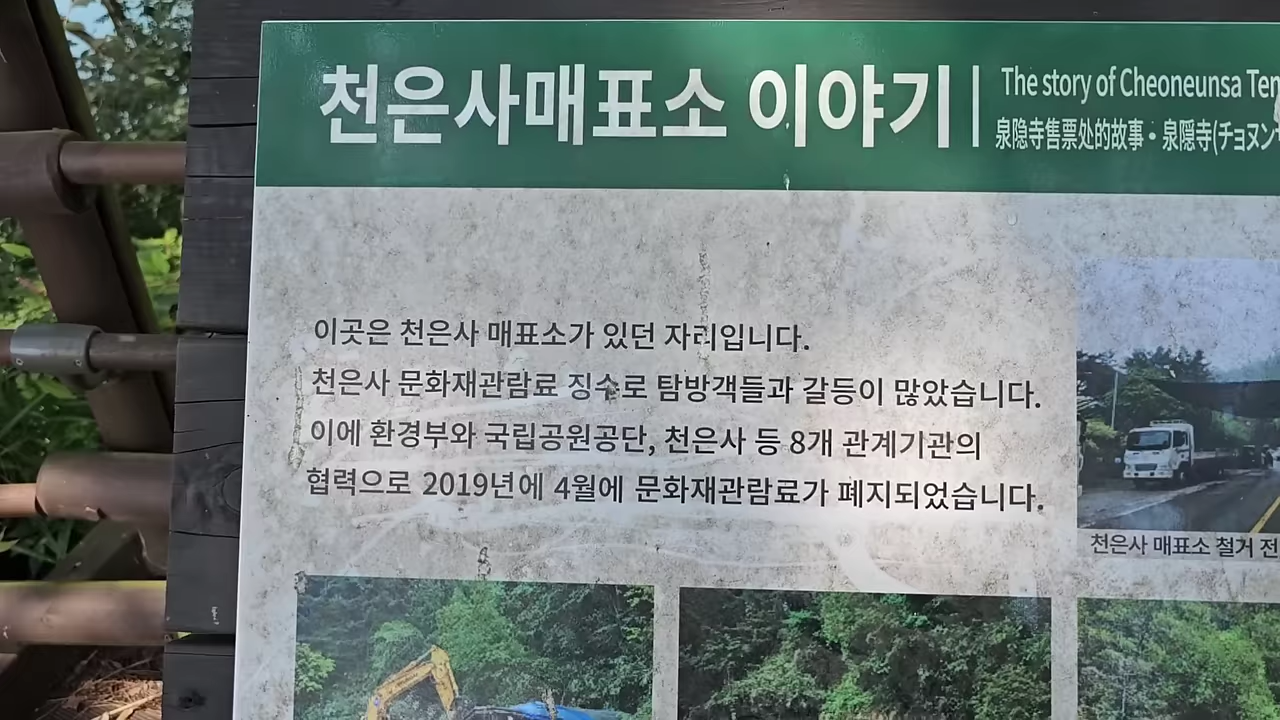 천은사매표소 이야기
The story of Cheoneunsa
泉隐寺售票处的故事 • 泉隠寺(チョヌン
이곳은 천은사 매표소가 있던 자리입니다.
천은사 문화재관람료 징수로 탐방객들과 갈등이 많았습니다.
이에 환경부와 국립공원공단, 천은사 등 8개 관계기관의
협력으로 2019년에 4월에 문화재관람료가 폐지되었습니다.
천은사 매표소 철거 전